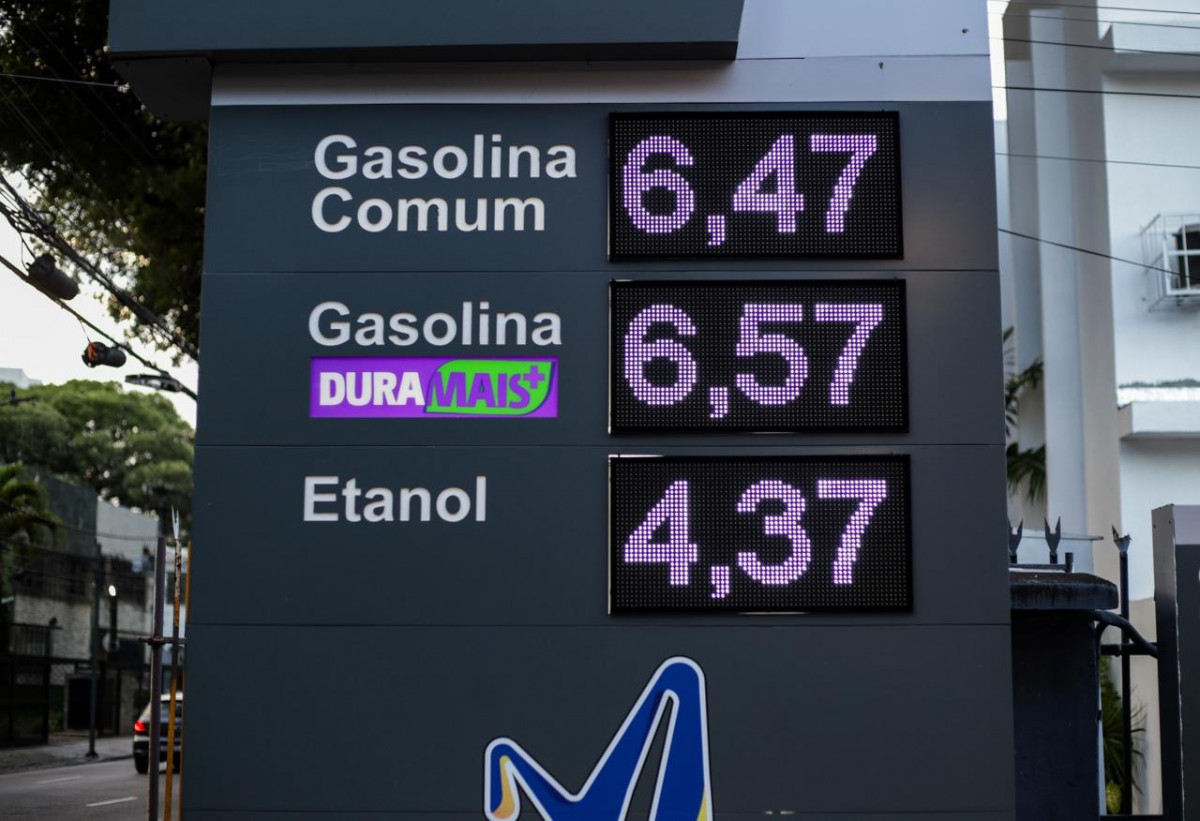 Gasolina
Comum
6,47
Gasolina
DURAMAIS+
6,57
Etanol
4,37